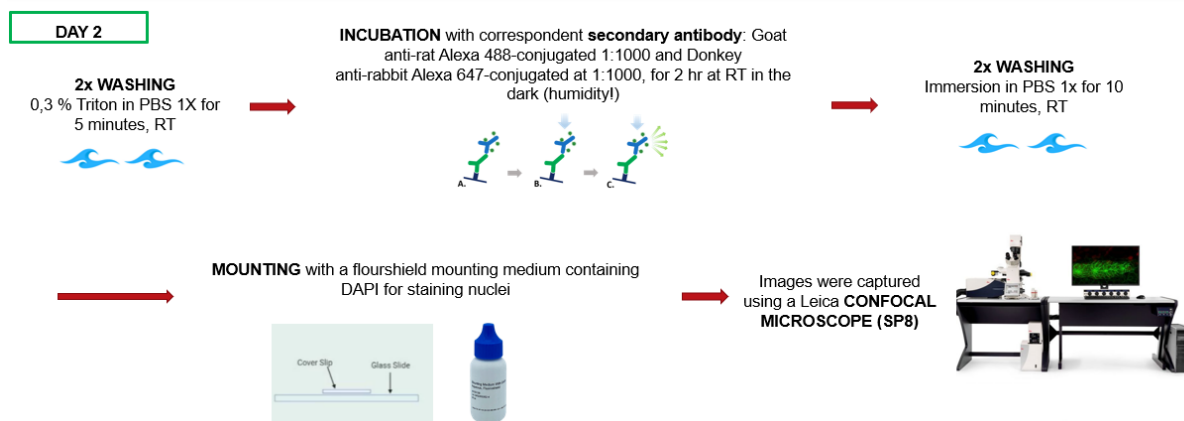 DAY 2
2x WASHING
0,3 % Triton in PBS 1X for
5 minutes, RT
INCUBATION with correspondent secondary antibody: Goat
anti-rat Alexa 488-conjugated 1:1000 and Donkey
anti-rabbit Alexa 647-conjugated at 1:1000, for 2 hr at RT in the
dark (humidity!)
A.
B.
C.
2x WASHING
Immersion in PBS 1x for 10
minutes, RT
MOUNTING with a flourshield mounting medium containing
DAPI for staining nuclei
Cover Slip
Glass Slide
Images were captured
using a Leica CONFOCAL
MICROSCOPE (SP8)